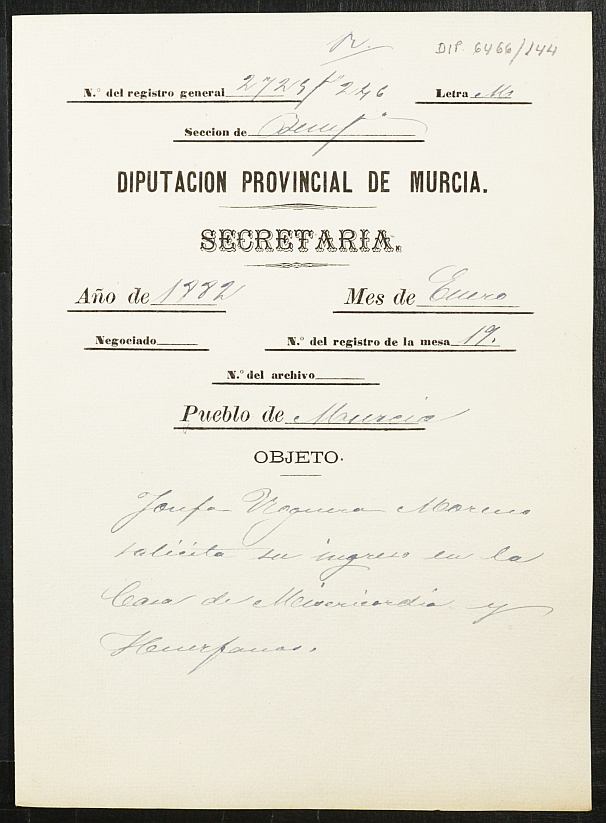 DIP. 6466/144
N.º del registro general 2723 fº 246 Letra M
Seccion de Benefª
DIPUTACION PROVINCIAL DE MURCIA.
SECRETARIA.
Año de 1882 Mes de Enero
Negociado N.º del registro de la mesa 19.
N.º del archivo
Pueblo de Murcia
OBJETO.
Josefa Noguera Moreno
solicita su ingreso en la
Casa de Misericordia y
Huerfanos.